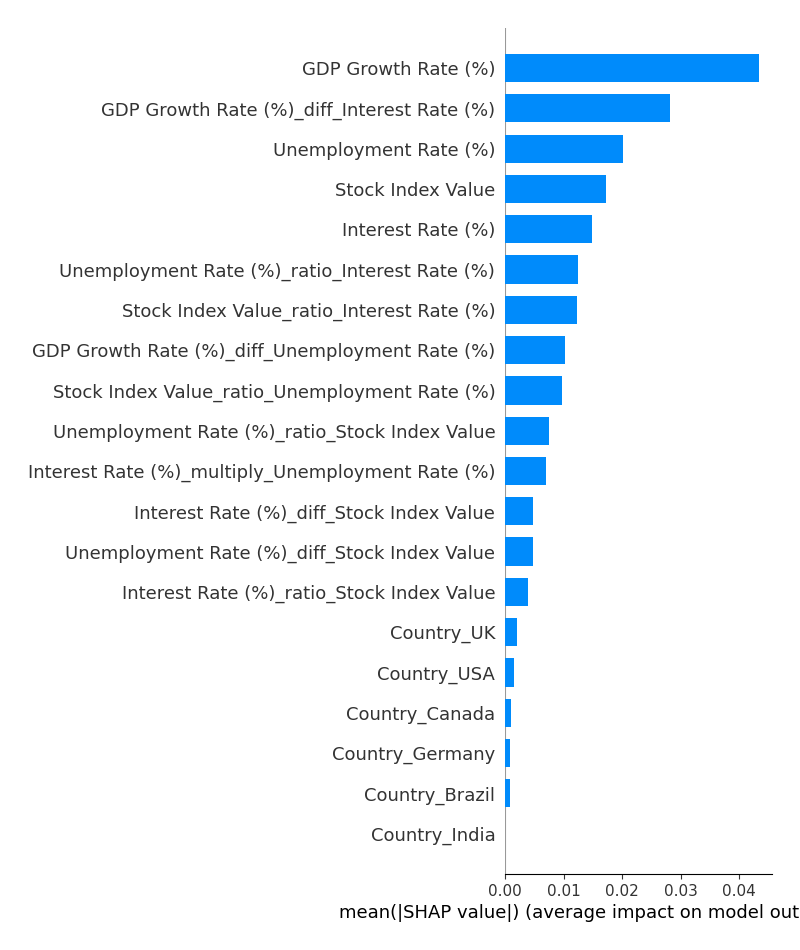 GDP Growth Rate (%)
GDP Growth Rate (%)_diff_Interest Rate (%)
Unemployment Rate (%)
Stock Index Value
Interest Rate (%)
Unemployment Rate (%)_ratio_Interest Rate (%)
Stock Index Value_ratio_Interest Rate (%)
GDP Growth Rate (%)_diff_Unemployment Rate (%)
Stock Index Value_ratio_Unemployment Rate (%)
Unemployment Rate (%)_ratio_Stock Index Value
Interest Rate (%)_multiply_Unemployment Rate (%)
Interest Rate (%)_diff_Stock Index Value
Unemployment Rate (%)_diff_Stock Index Value
Interest Rate (%)_ratio_Stock Index Value
Country_UK
Country_USA
Country_Canada
Country_Germany
Country_Brazil
Country_India
0.00 0.01 0.02 0.03 0.04
mean(|SHAP value|) (average impact on model out